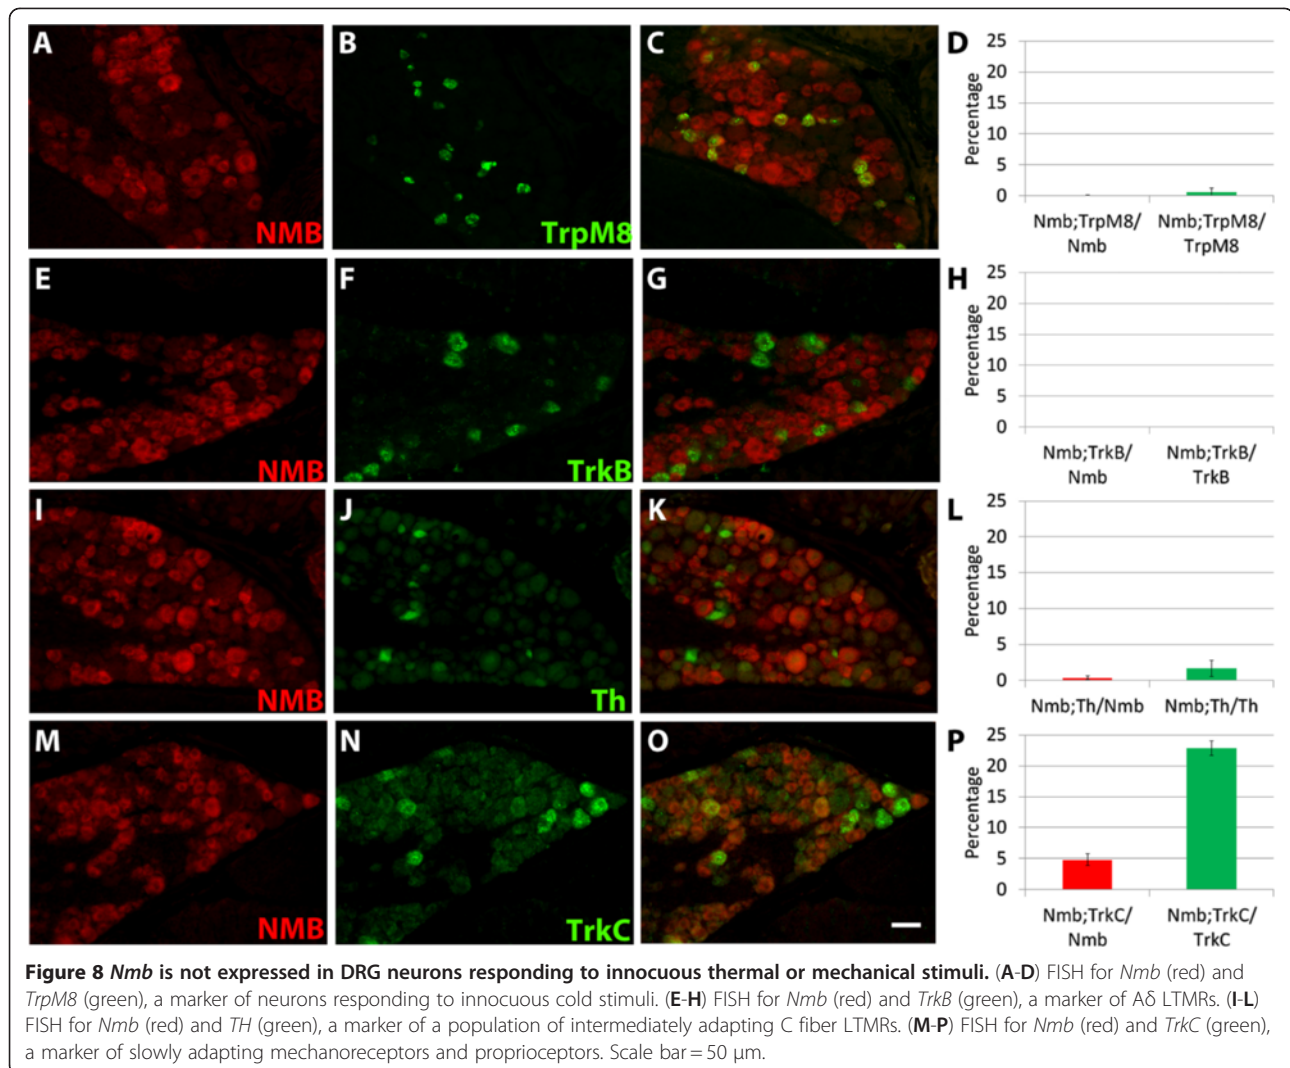 A
NMB
B
TrpM8
C
D
Percentage
25
20
15
10
5
0
Nmb;TrpM8/
Nmb
Nmb;TrpM8/
TrpM8
E
NMB
F
TrkB
G
H
Percentage
25
20
15
10
5
0
Nmb;TrkB/
Nmb
Nmb;TrkB/
TrkB
I
NMB
J
Th
K
L
Percentage
25
20
15
10
5
0
Nmb;Th/Nmb
Nmb;Th/Th
M
NMB
N
TrkC
O
P
Percentage
25
20
15
10
5
0
Nmb;TrkC/
Nmb
Nmb;TrkC/
TrkC
Figure 8 Nmb is not expressed in DRG neurons responding to innocuous thermal or mechanical stimuli. (A-D) FISH for Nmb (red) and
TrpM8 (green), a marker of neurons responding to innocuous cold stimuli. (E-H) FISH for Nmb (red) and TrkB (green), a marker of Aδ LTMRs. (I-L)
FISH for Nmb (red) and TH (green), a marker of a population of intermediately adapting C fiber LTMRs. (M-P) FISH for Nmb (red) and TrkC (green),
a marker of slowly adapting mechanoreceptors and proprioceptors. Scale bar = 50 μm.